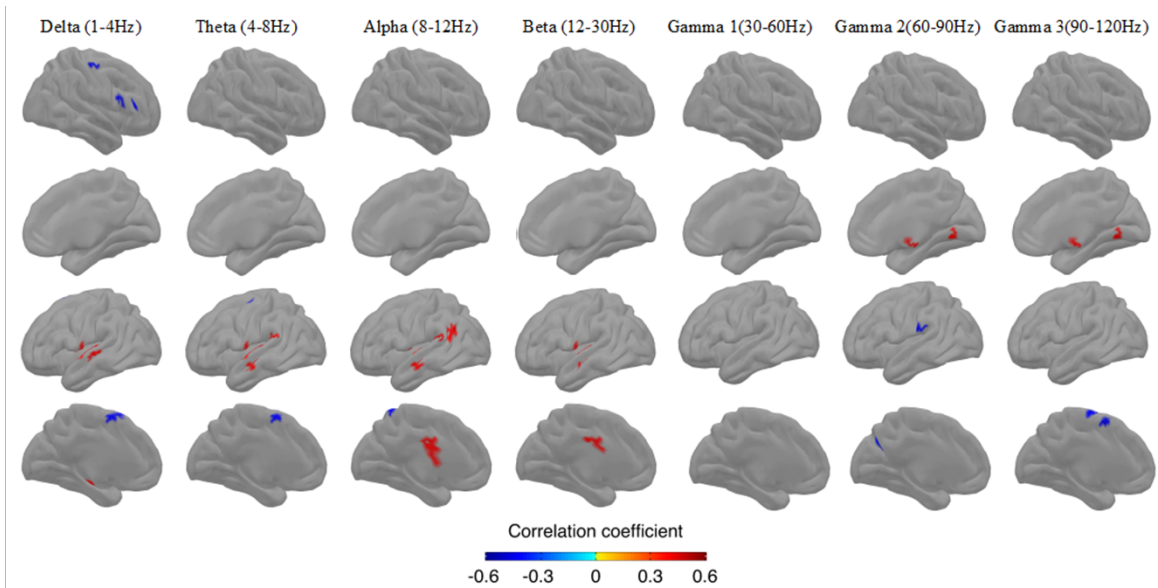 Delta (1-4Hz) Theta (4-8Hz) Alpha (8-12Hz) Beta (12-30Hz) Gamma 1(30-60Hz) Gamma 2(60-90Hz) Gamma 3(90-120Hz)
Correlation coefficient
-0.6 -0.3 0 0.3 0.6